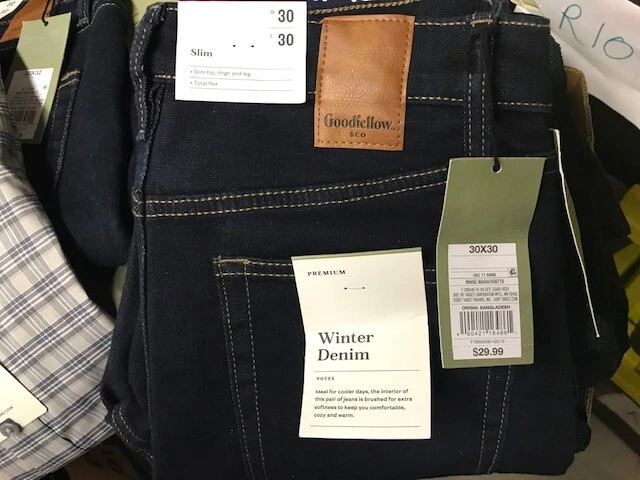 W 30
L 30
Slim
• Slim hip, thigh and leg
• Total flex
Goodfellow
& CO
R10
30X32
30X30
RINSE WASH/
ORIGIN: BANGLADESH
$29.99
PREMIUM
Winter
Denim
NOTES
Ideal for cooler days, the interior of
this pair of jeans is brushed for extra
softness to keep you comfortable,
cozy and warm.